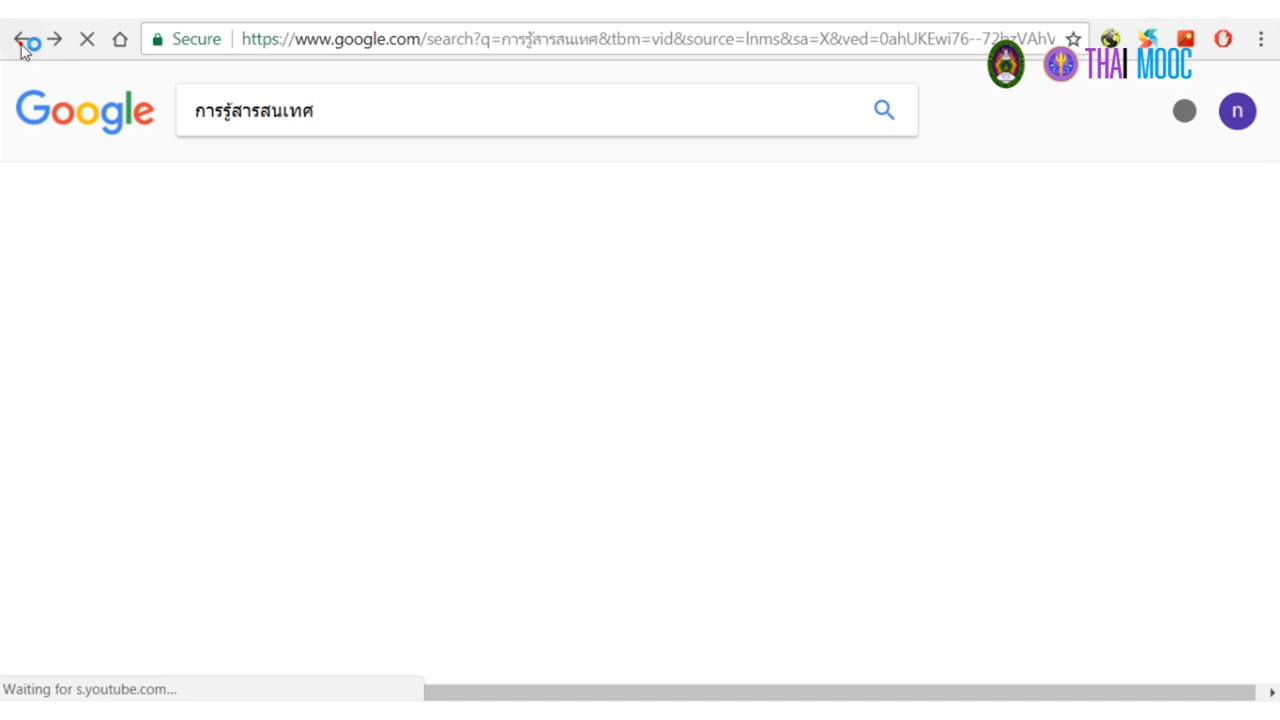 Secure https://www.google.com/search?q=การรู้สารสนเทศ&tbm=vid&source=lnms&sa=X&ved=0ahUKEwi76--72
THAI MOOC
Google การรู้สารสนเทศ n
Waiting for s.youtube.com...